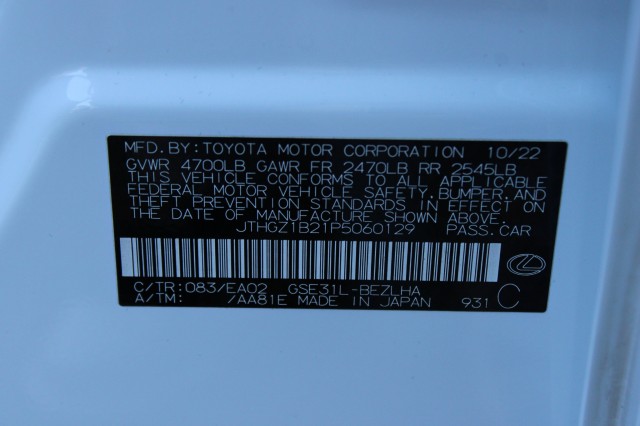 MFD. BY: TOYOTA MOTOR CORPORATION 10/22
GVWR 4700LB GAWR FR 2470LB RR 2545LB
THIS VEHICLE CONFORMS TO ALL APPLICABLE
FEDERAL MOTOR VEHICLE SAFETY, BUMPER, AND
THEFT PREVENTION STANDARDS IN EFFECT ON
THE DATE OF MANUFACTURE SHOWN ABOVE.
JTHGZ1B21P5060129 PASS. CAR
C/TR: 083/EA02 GSE31L-BEZLHA
A/TM: /AA81E MADE IN JAPAN 931 C